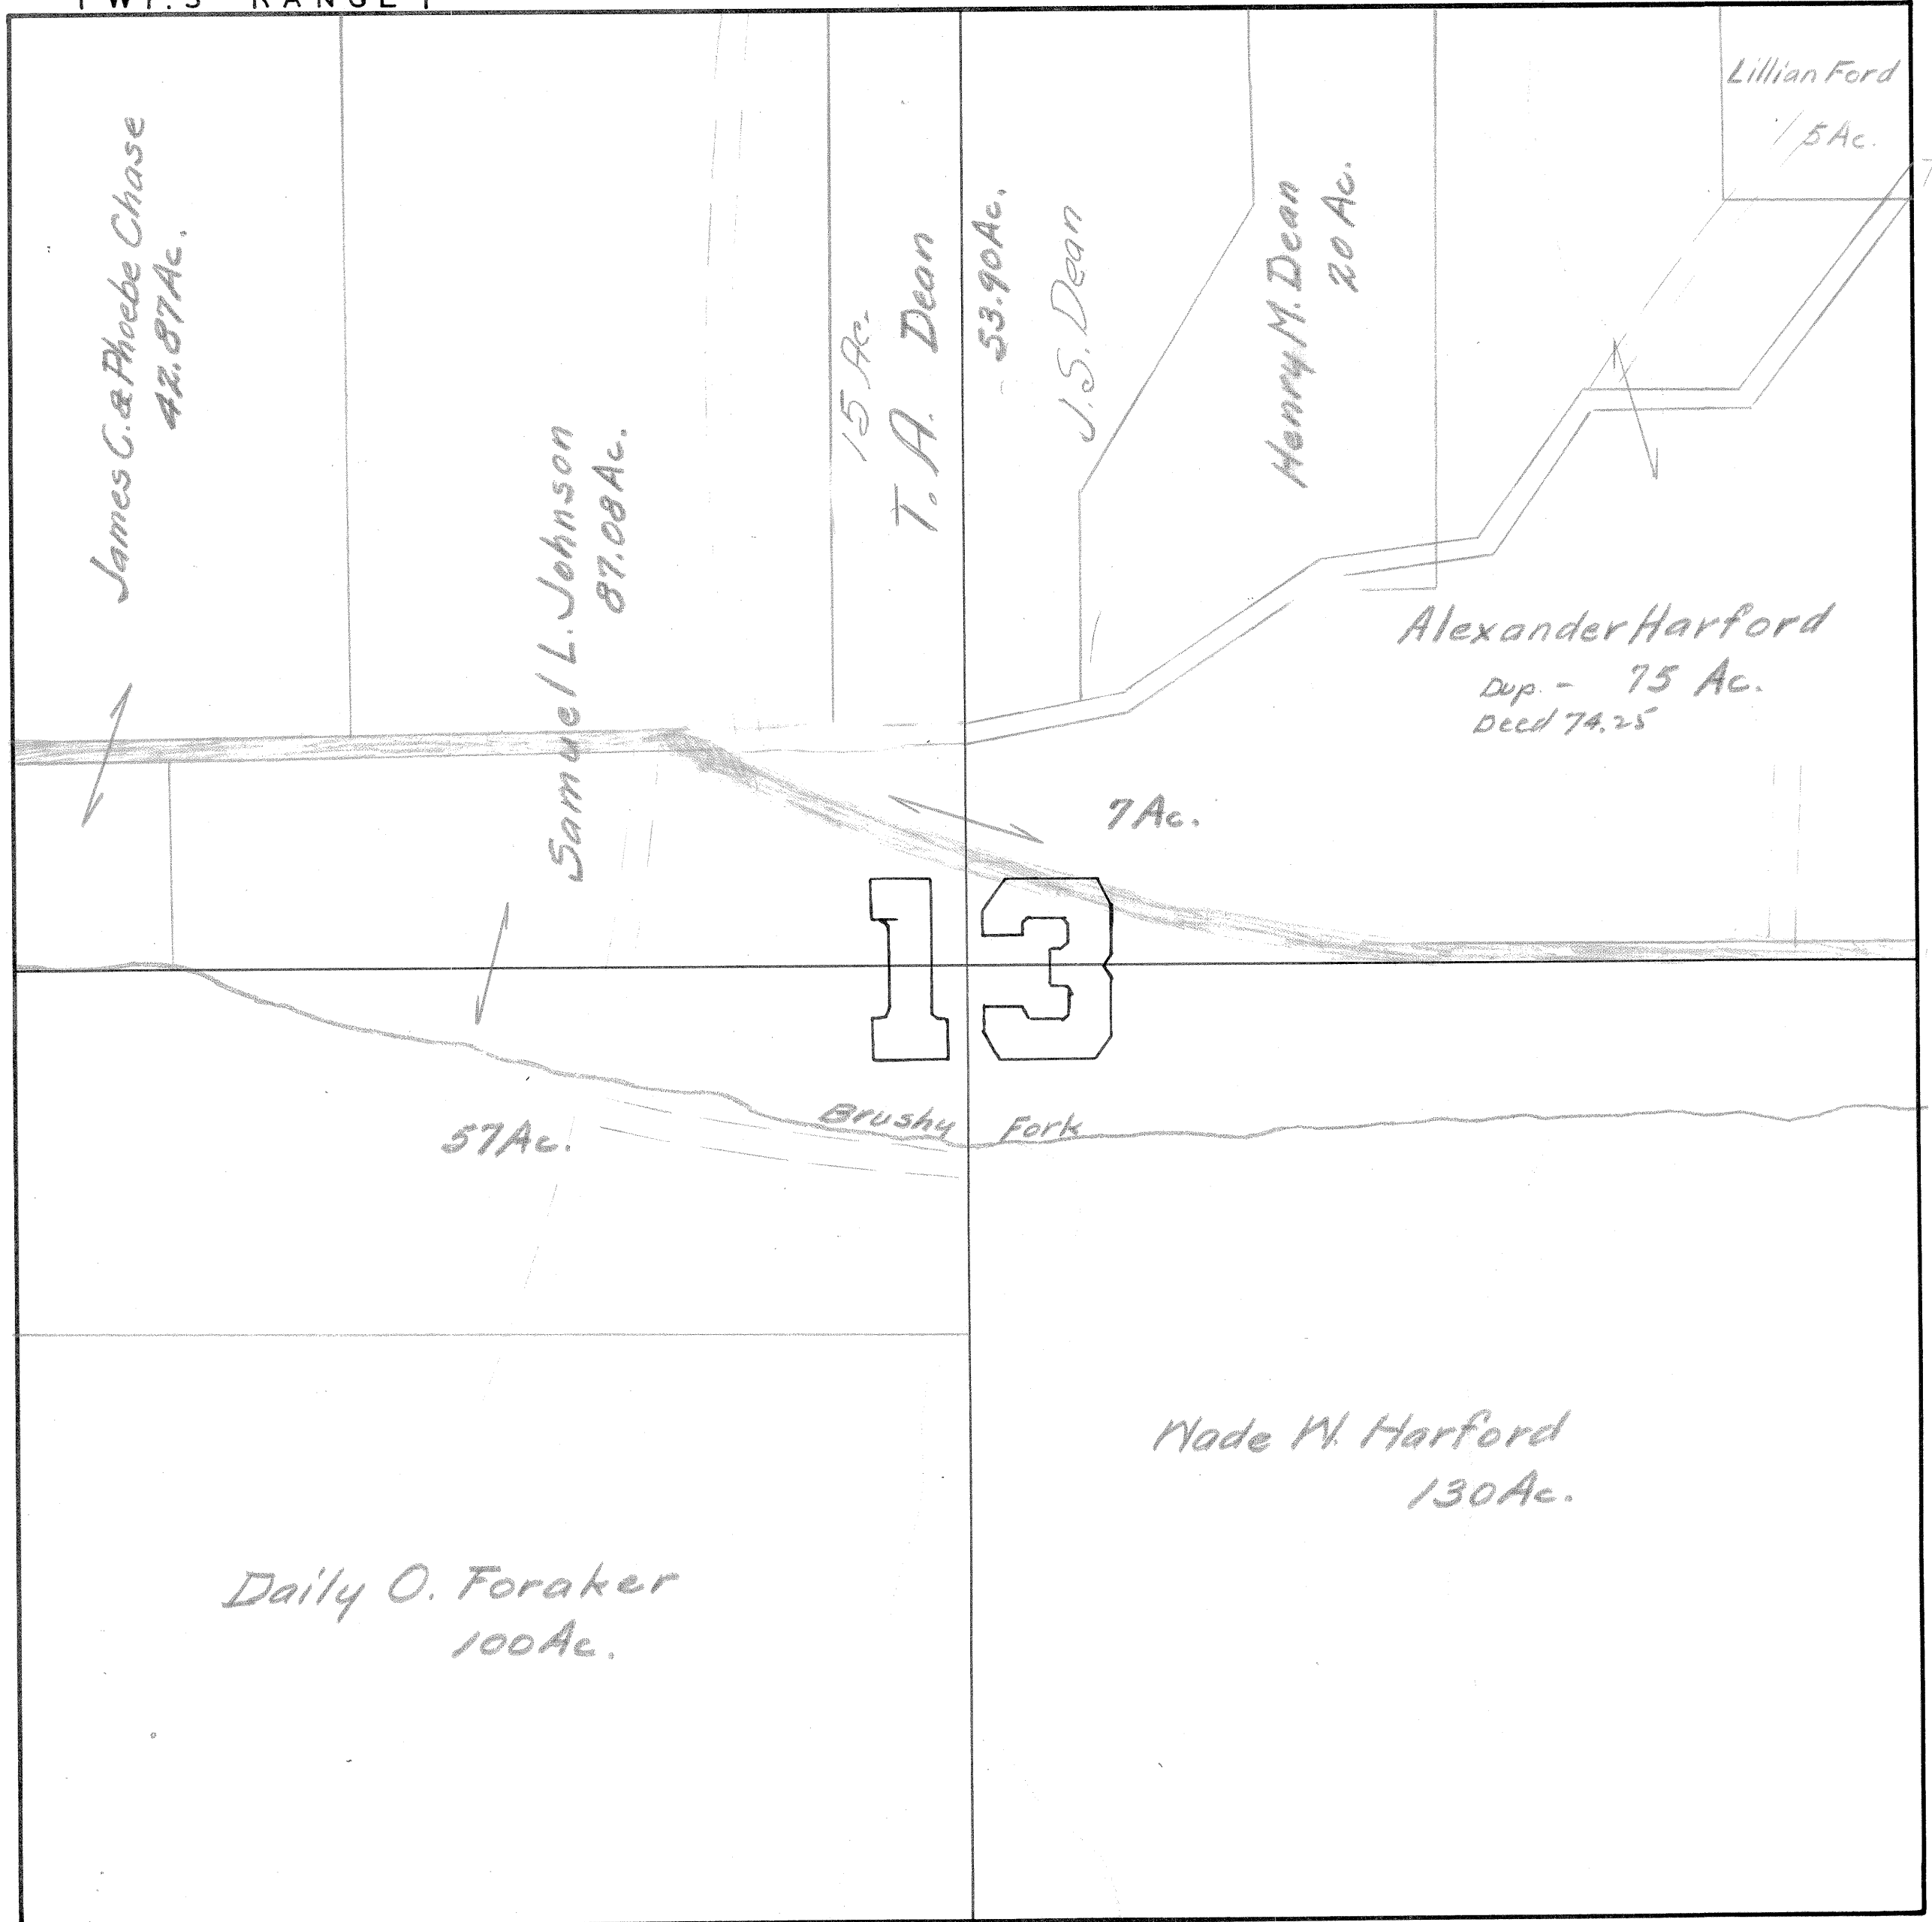 TWP.3 RANGE 1
Lillian Ford
5 Ac.
James C. & Phoebe Chase
42.87 Ac.
Samuel L. Johnson
87.08 Ac.
15 Ac.
T. A. Dean
53.90 Ac.
J. S. Dean
Henry M. Dean
20 Ac.
Alexander Harford
Dup. - 75 Ac.
Deed 74.25
7 Ac.
13
Brushy Fork
57 Ac.
Wade W. Harford
130 Ac.
Daily O. Foraker
100 Ac.